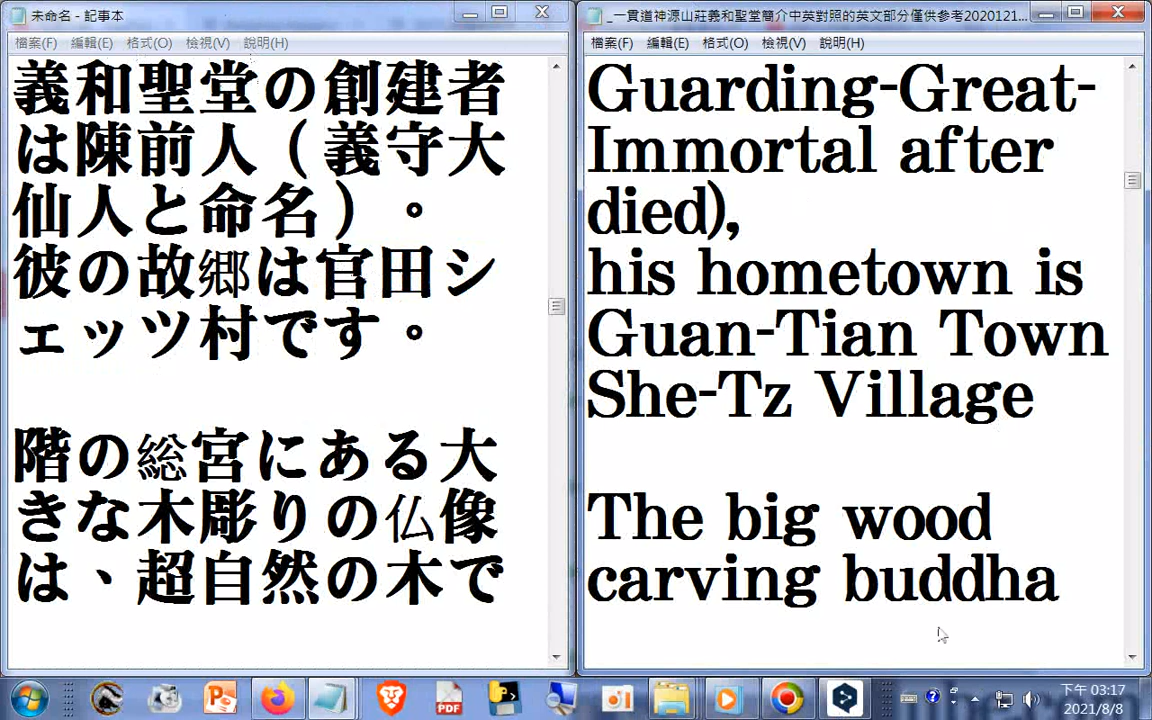 未命名 - 記事本
檔案(F) 編輯(E) 格式(O) 檢視(V) 說明(H)
義和聖堂の創建者
は陳前人（義守大
仙人と命名）。
彼の故郷は官田シ
ェッツ村です。
階の総宮にある大
きな木彫りの仏像
は、超自然の木で
_一貫道神源山莊義和聖堂簡介中英對照的英文部分僅供參考2020121...
檔案(F) 編輯(E) 格式(O) 檢視(V) 說明(H)
Guarding-Great-
Immortal after
died),
his hometown is
Guan-Tian Town
She-Tz Village
The big wood
carving buddha
PDF
下午 03:17
2021/8/8